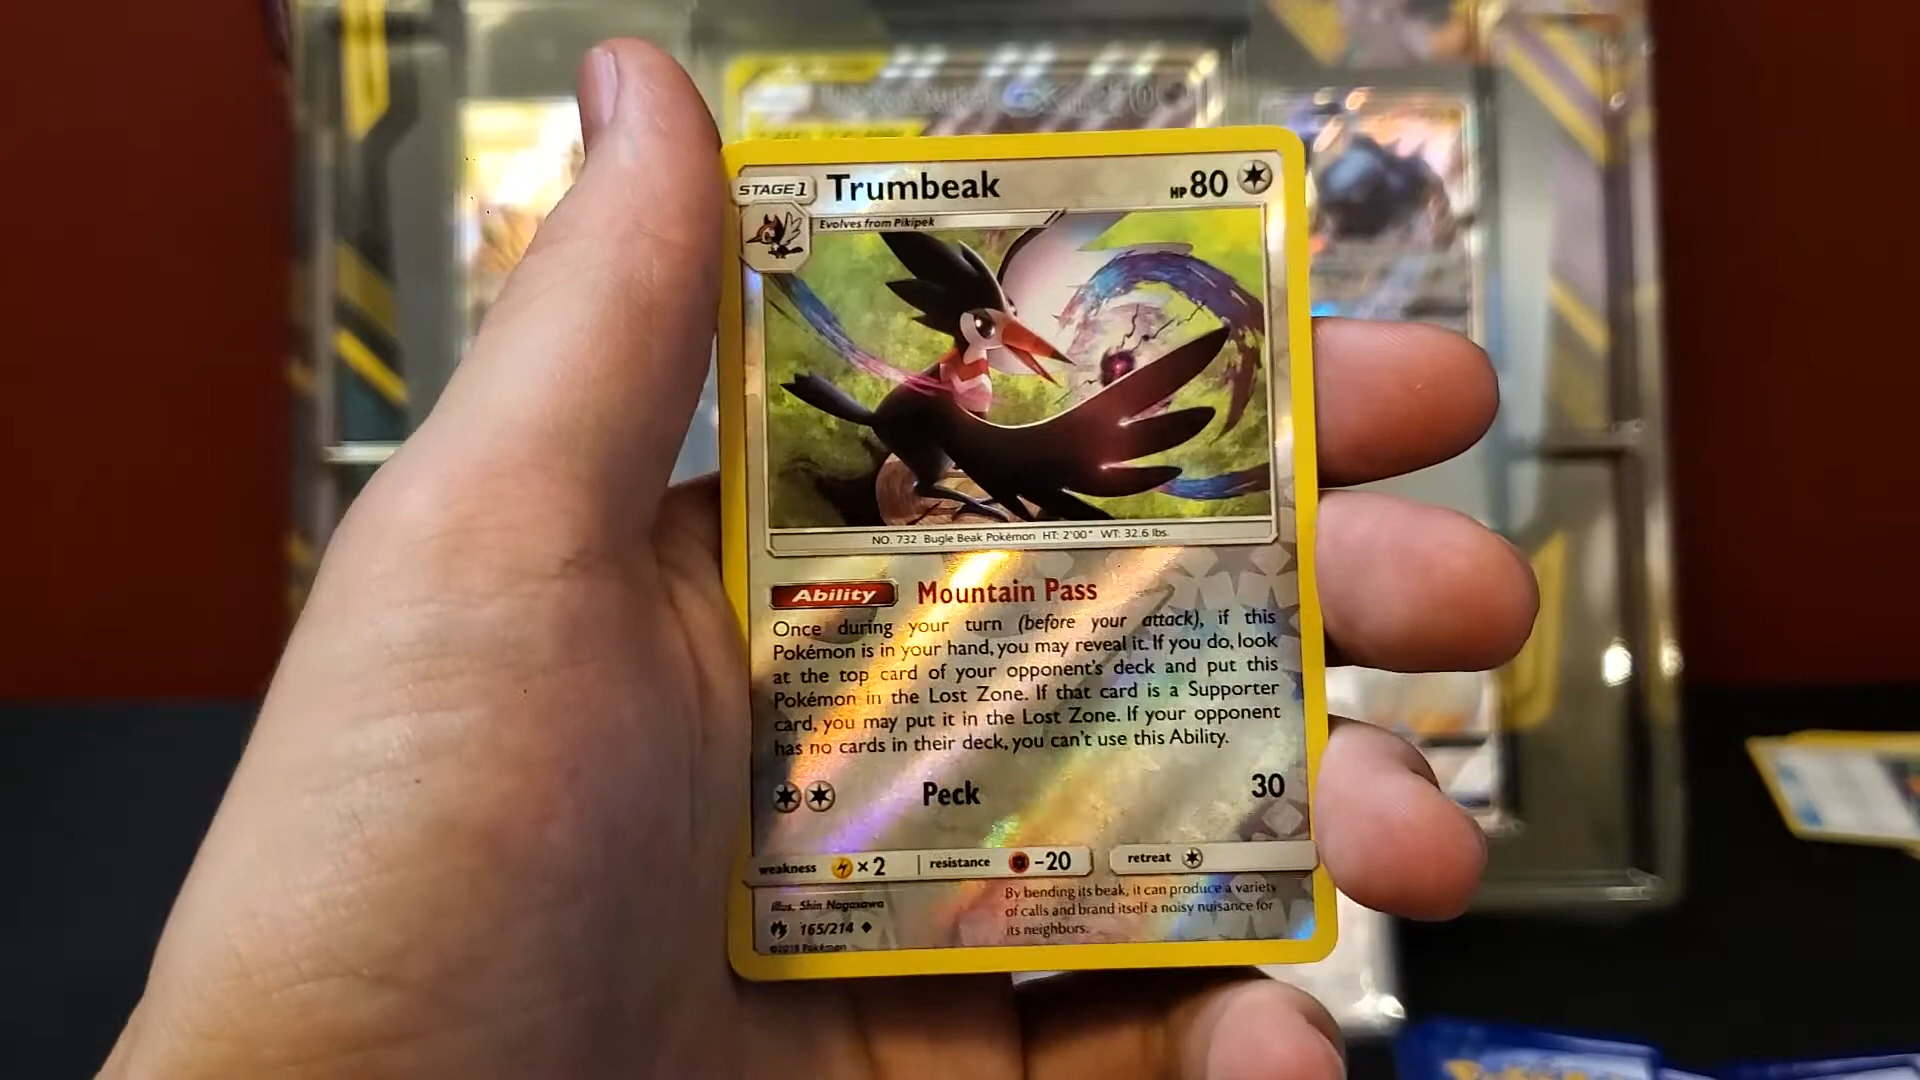 STAGE 1 Trumbeak HP 80
Evolves from Pikipek
NO. 732 Bugle Beak Pokémon HT: 2'00" WT: 32.6 lbs.
Ability Mountain Pass
Once during your turn (before your attack), if this
Pokémon is in your hand, you may reveal it. If you do, look
at the top card of your opponent's deck and put this
Pokémon in the Lost Zone. If that card is a Supporter
card, you may put it in the Lost Zone. If your opponent
has no cards in their deck, you can't use this Ability.
Peck 30
weakness ×2 resistance -20 retreat
By bending its beak, it can produce a variety
of calls and brand itself a noisy nuisance for
its neighbors.
Illus. Shin Nagasawa
165/214